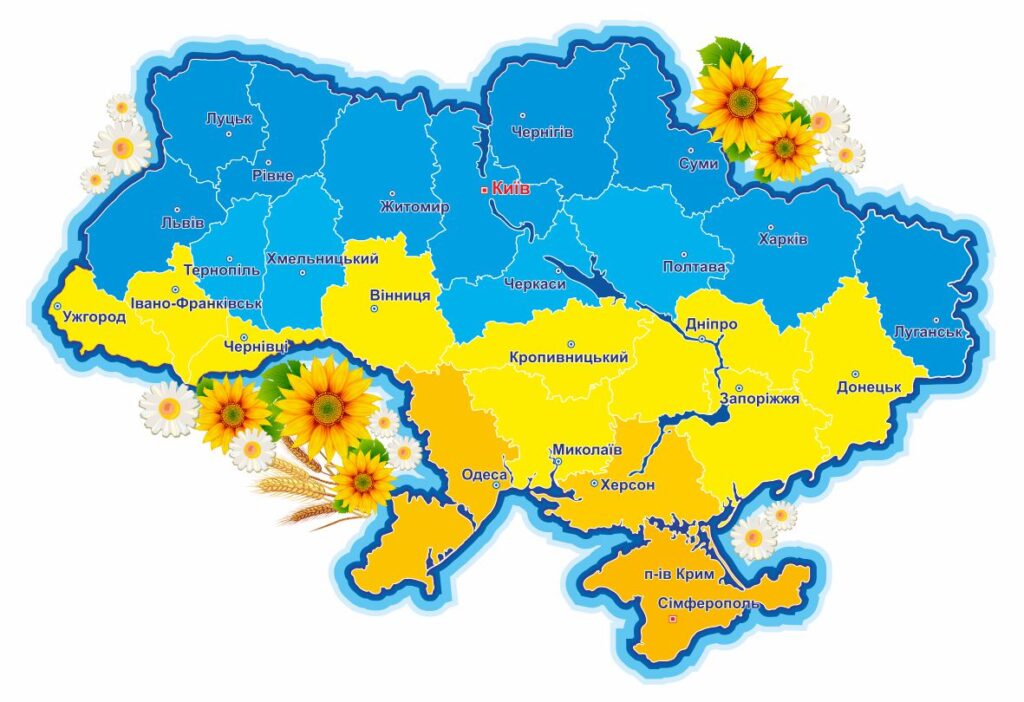 Луцьк
Чернігів
Суми
Рівне
Київ
Житомир
Львів
Харків
Хмельницький
Тернопіль
Полтава
Черкаси
Вінниця
Івано-Франківськ
Ужгород
Дніпро
Луганськ
Чернівці
Кропивницький
Донецьк
Запоріжжя
Миколаїв
Одеса
Херсон
п-ів Крим
Сімферополь